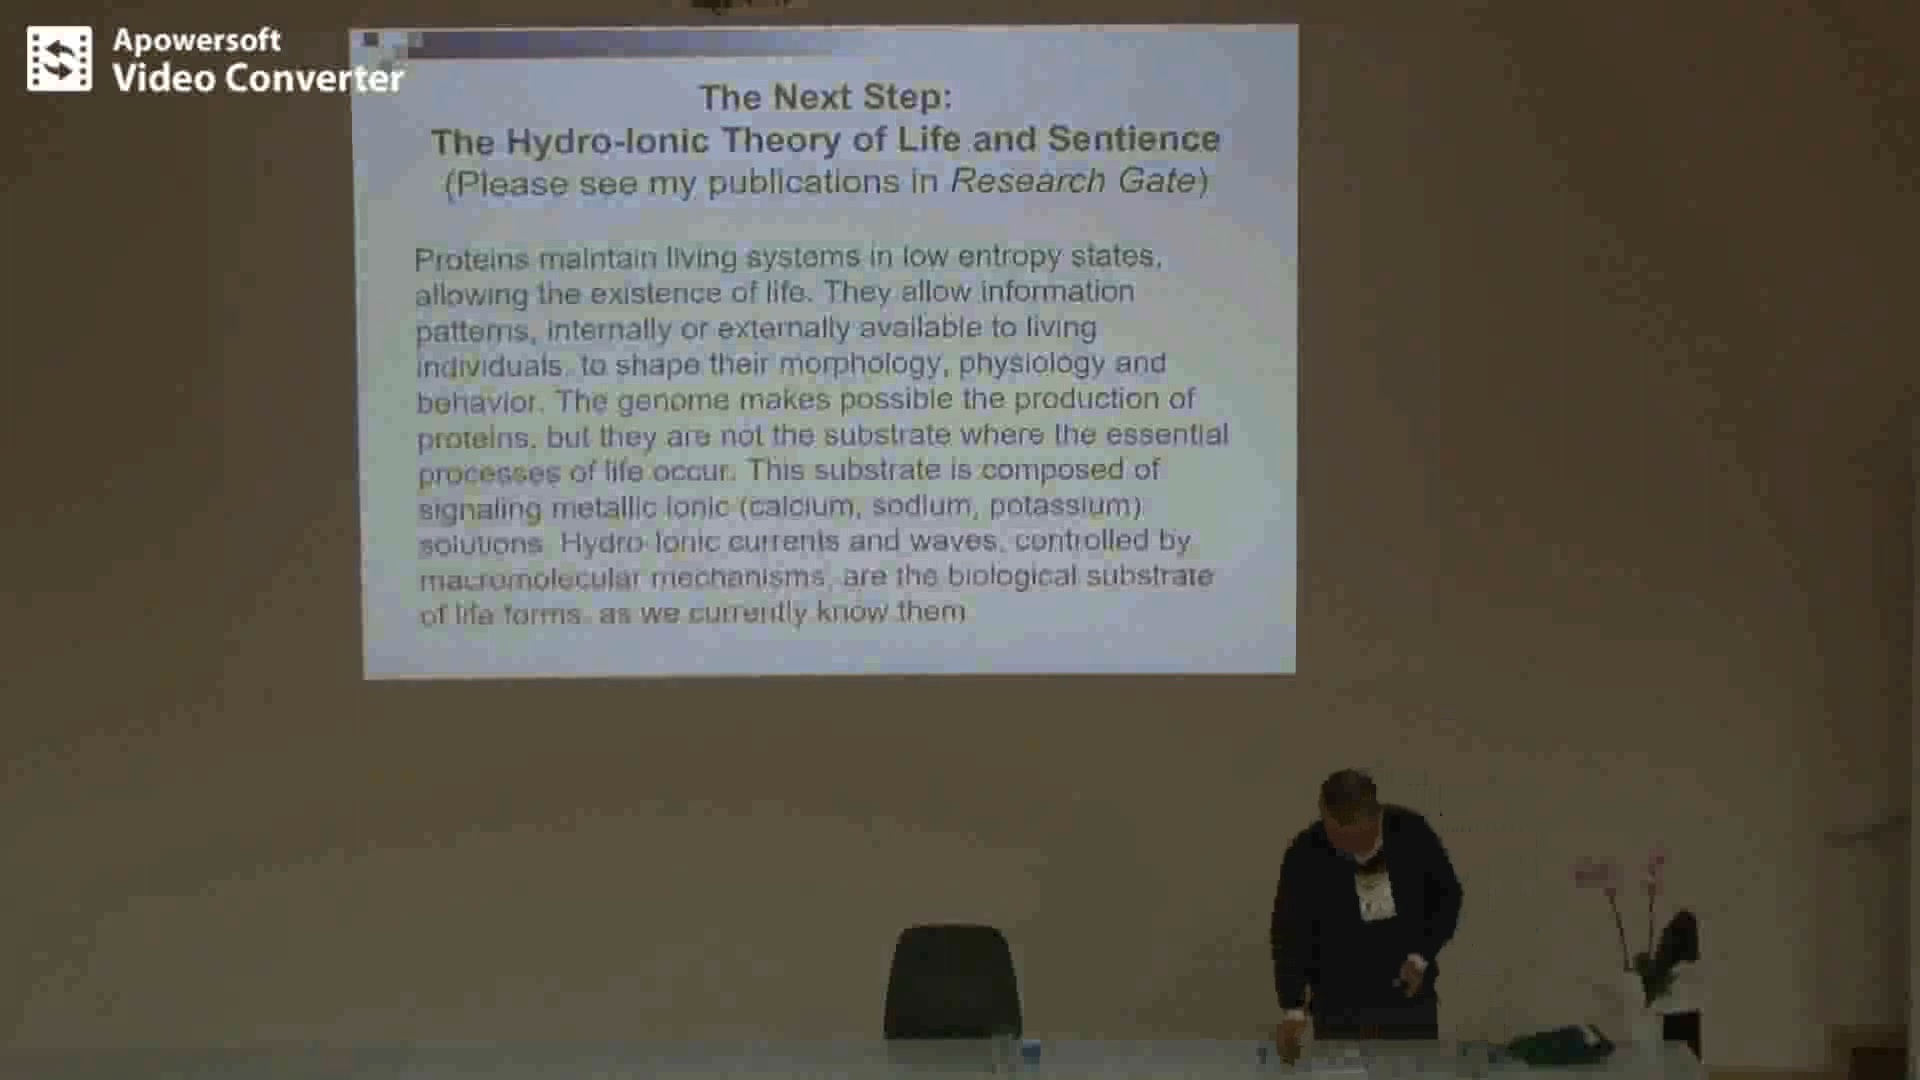 Apowersoft
Video Converter
The Next Step:
The Hydro-Ionic Theory of Life and Sentience
(Please see my publications in Research Gate)
Proteins maintain living systems in low entropy states,
allowing the existence of life. They allow information
patterns, internally or externally available to living
individuals, to shape their morphology, physiology and
behavior. The genome makes possible the production of
proteins, but they are not the substrate where the essential
processes of life occur. This substrate is composed of
signaling metallic ionic (calcium, sodium, potassium)
solutions. Hydro-Ionic currents and waves, controlled by
macromolecular mechanisms, are the biological substrate
of life forms, as we currently know them